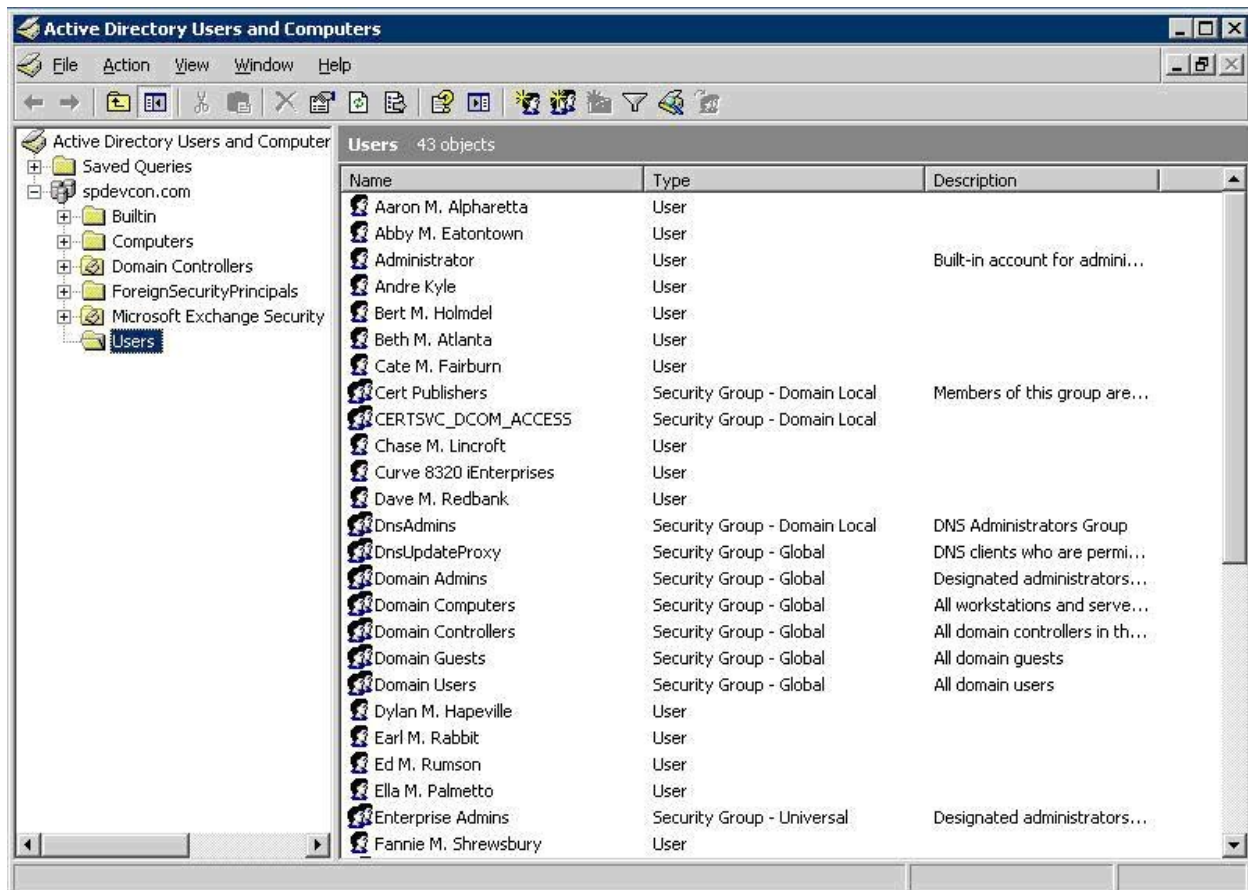 Active Directory Users and Computers
File Action View Window Help
Active Directory Users and Computer
Saved Queries
spdevcon.com
Builtin
Computers
Domain Controllers
ForeignSecurityPrincipals
Microsoft Exchange Security
Users
Users 43 objects
Name Type Description
Aaron M. Alpharetta User
Abby M. Eatontown User
Administrator User Built-in account for admini...
Andre Kyle User
Bert M. Holmdel User
Beth M. Atlanta User
Cate M. Fairburn User
Cert Publishers Security Group - Domain Local Members of this group are...
CERTSVC_DCOM_ACCESS Security Group - Domain Local
Chase M. Lincroft User
Curve 8320 iEnterprises User
Dave M. Redbank User
DnsAdmins Security Group - Domain Local DNS Administrators Group
DnsUpdateProxy Security Group - Global DNS clients who are permi...
Domain Admins Security Group - Global Designated administrators...
Domain Computers Security Group - Global All workstations and serve...
Domain Controllers Security Group - Global All domain controllers in th...
Domain Guests Security Group - Global All domain guests
Domain Users Security Group - Global All domain users
Dylan M. Hapeville User
Earl M. Rabbit User
Ed M. Rumson User
Ella M. Palmetto User
Enterprise Admins Security Group - Universal Designated administrators...
Fannie M. Shrewsbury User